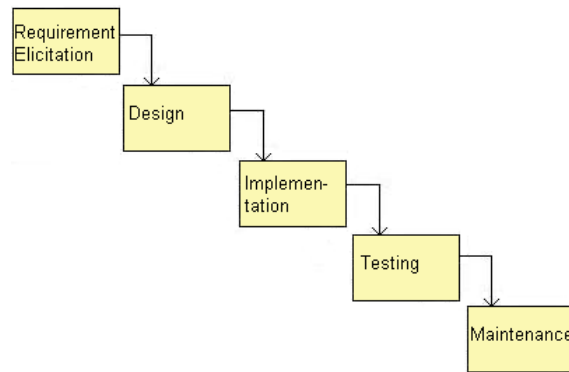 Requirement
Elicitation
Design
Implemen-
tation
Testing
Maintenance